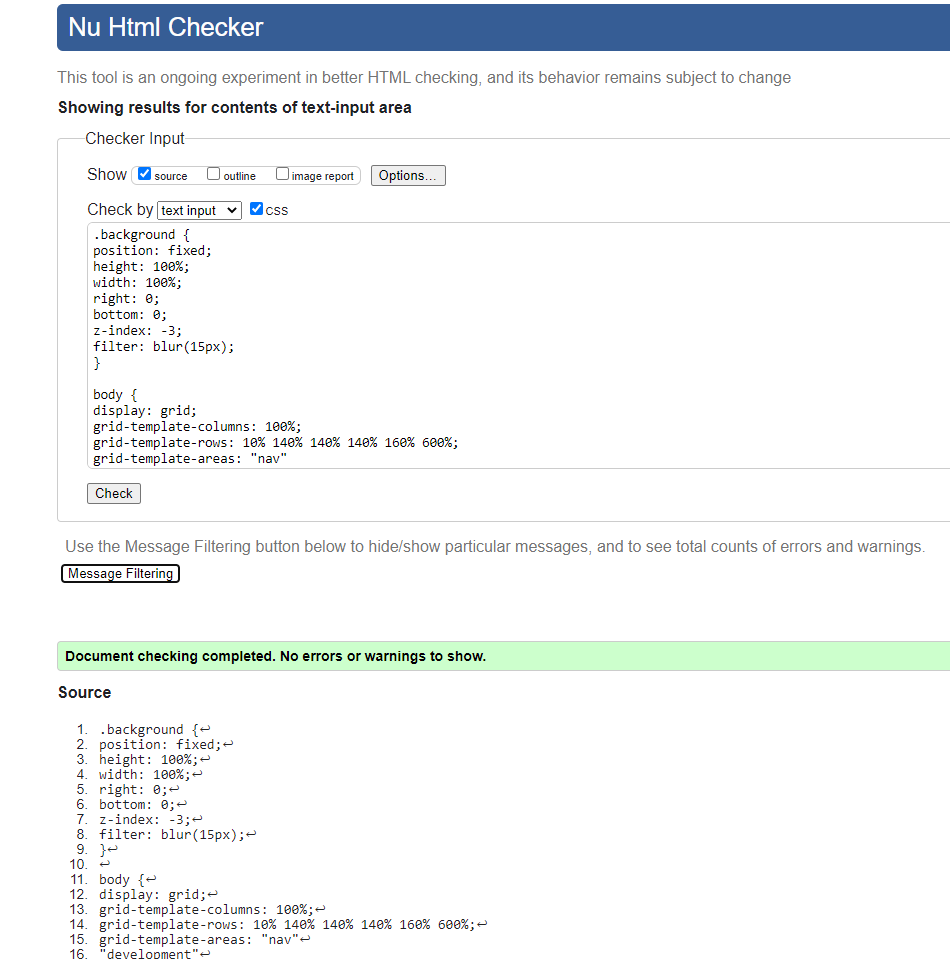 Nu Html Checker
This tool is an ongoing experiment in better HTML checking, and its behavior remains subject to change
Showing results for contents of text-input area
Checker Input
Show source outline image report Options...
Check by text input css
.background {
position: fixed;
height: 100%;
width: 100%;
right: 0;
bottom: 0;
z-index: -3;
filter: blur(15px);
}
body {
display: grid;
grid-template-columns: 100%;
grid-template-rows: 10% 140% 140% 140% 160% 600%;
grid-template-areas: "nav"
Check
Use the Message Filtering button below to hide/show particular messages, and to see total counts of errors and warnings.
Message Filtering
Document checking completed. No errors or warnings to show.
Source
1. .background {↩
2. position: fixed;↩
3. height: 100%;↩
4. width: 100%;↩
5. right: 0;↩
6. bottom: 0;↩
7. z-index: -3;↩
8. filter: blur(15px);↩
9. }↩
10. ↩
11. body {↩
12. display: grid;↩
13. grid-template-columns: 100%;↩
14. grid-template-rows: 10% 140% 140% 140% 160% 600%;↩
15. grid-template-areas: "nav"↩
16. "development"↩